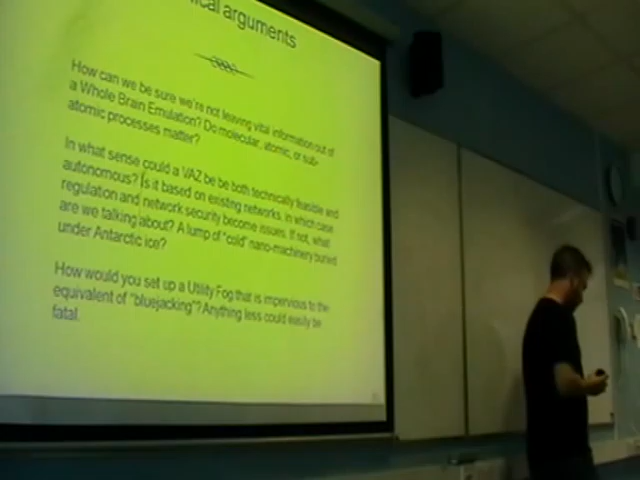 ical arguments
How can we be sure we're not leaving vital information out of
a Whole Brain Emulation? Do molecular, atomic, or sub-
atomic processes matter?
In what sense could a VAZ be be both technically feasible and
autonomous? Is it based on existing networks, in which case
regulation and network security become issues. If not, what
are we talking about? A lump of "cold" nano-machinery buried
under Antarctic ice?
How would you set up a Utility Fog that is impervious to the
equivalent of "bluejacking"? Anything less could easily be
fatal.